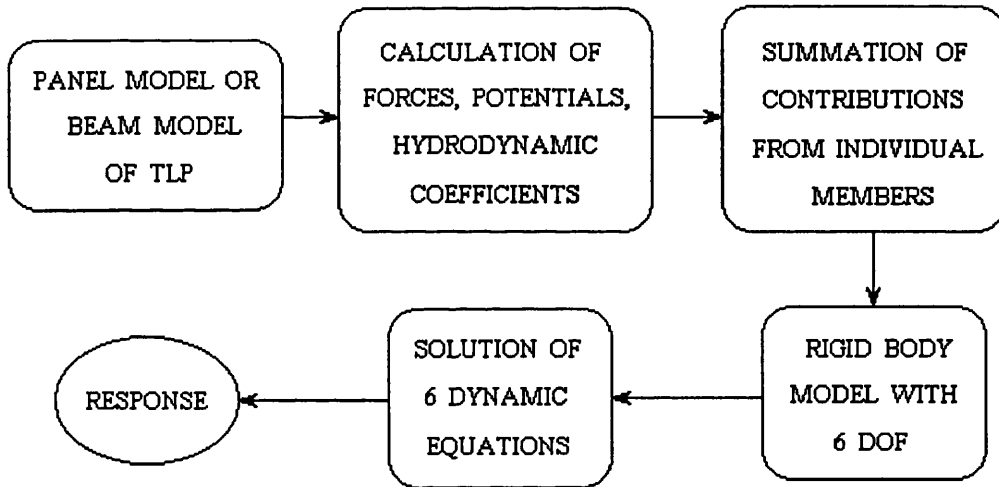 PANEL MODEL OR
BEAM MODEL
OF TLP
CALCULATION OF
FORCES, POTENTIALS,
HYDRODYNAMIC
COEFFICIENTS
SUMMATION OF
CONTRIBUTIONS
FROM INDIVIDUAL
MEMBERS
RIGID BODY
MODEL WITH
6 DOF
SOLUTION OF
6 DYNAMIC
EQUATIONS
RESPONSE